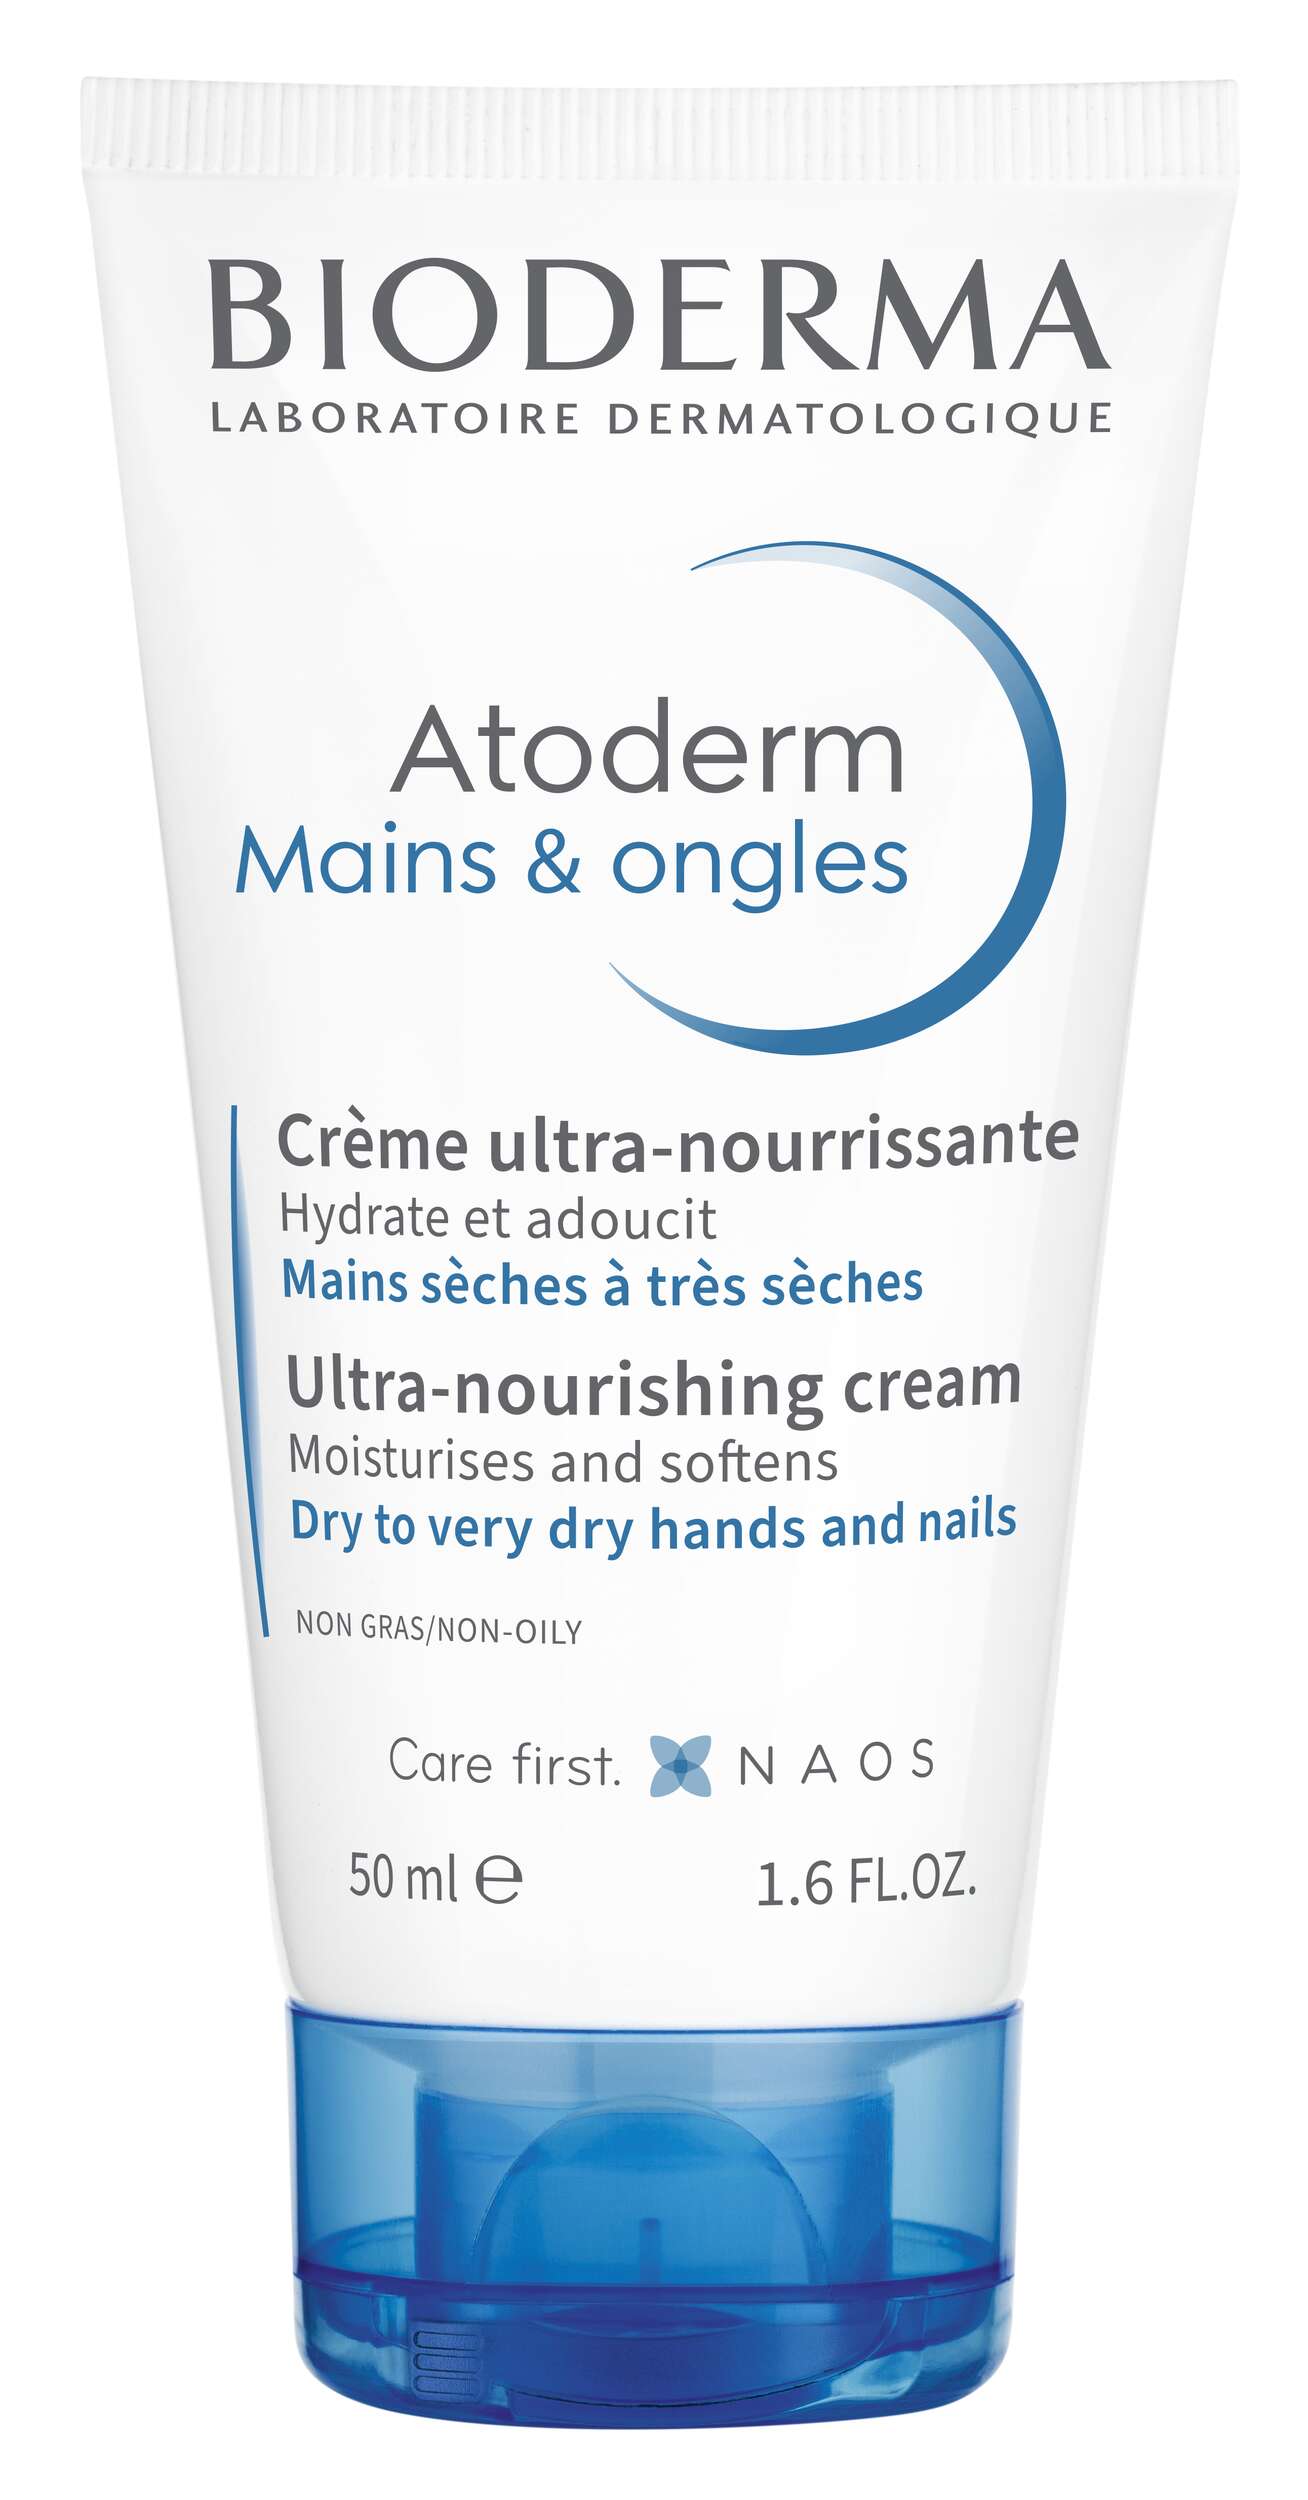 BIODERMA
LABORATOIRE DERMATOLOGIQUE
Atoderm
Mains & ongles
Crème ultra-nourrissante
Hydrate et adoucit
Mains sèches à très sèches
Ultra-nourishing cream
Moisturises and softens
Dry to very dry hands and nails
NON GRAS/NON-OILY
Care first. NAOS
50 ml ℮ 1.6 FL.OZ.